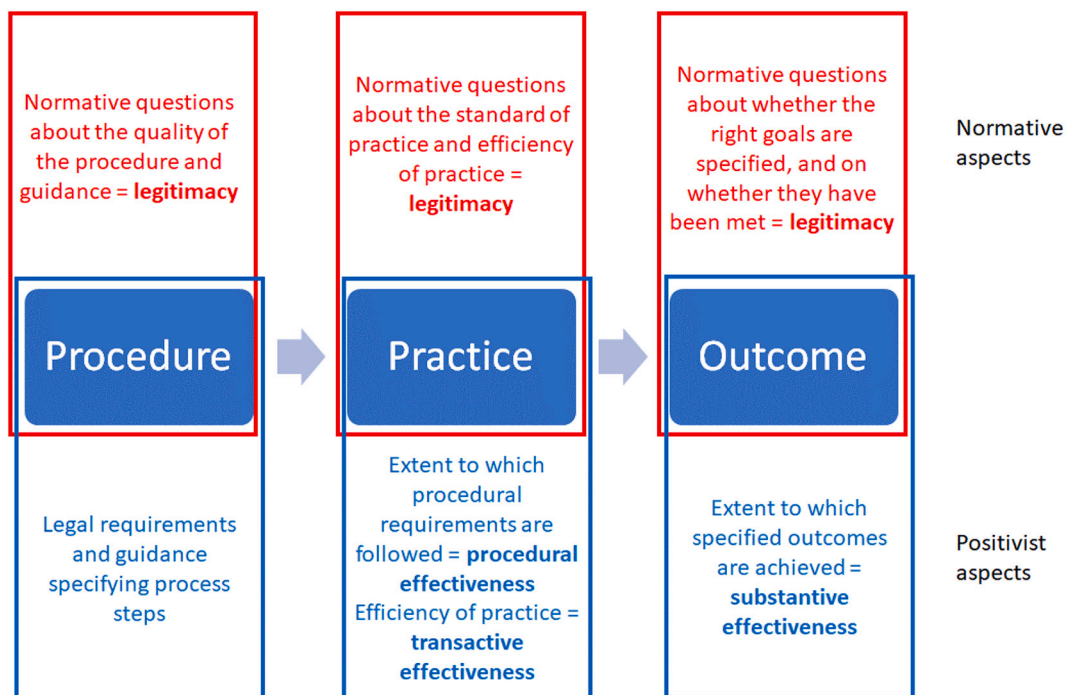 Normative questions
about the quality of
the procedure and
guidance = legitimacy
Normative questions
about the standard of
practice and efficiency
of practice =
legitimacy
Normative questions
about whether the
right goals are
specified, and on
whether they have
been met = legitimacy
Normative
aspects
Procedure
Practice
Outcome
Legal requirements
and guidance
specifying process
steps
Extent to which
procedural
requirements are
followed = procedural
effectiveness
Efficiency of practice =
transactive
effectiveness
Extent to which
specified outcomes
are achieved =
substantive
effectiveness
Positivist
aspects